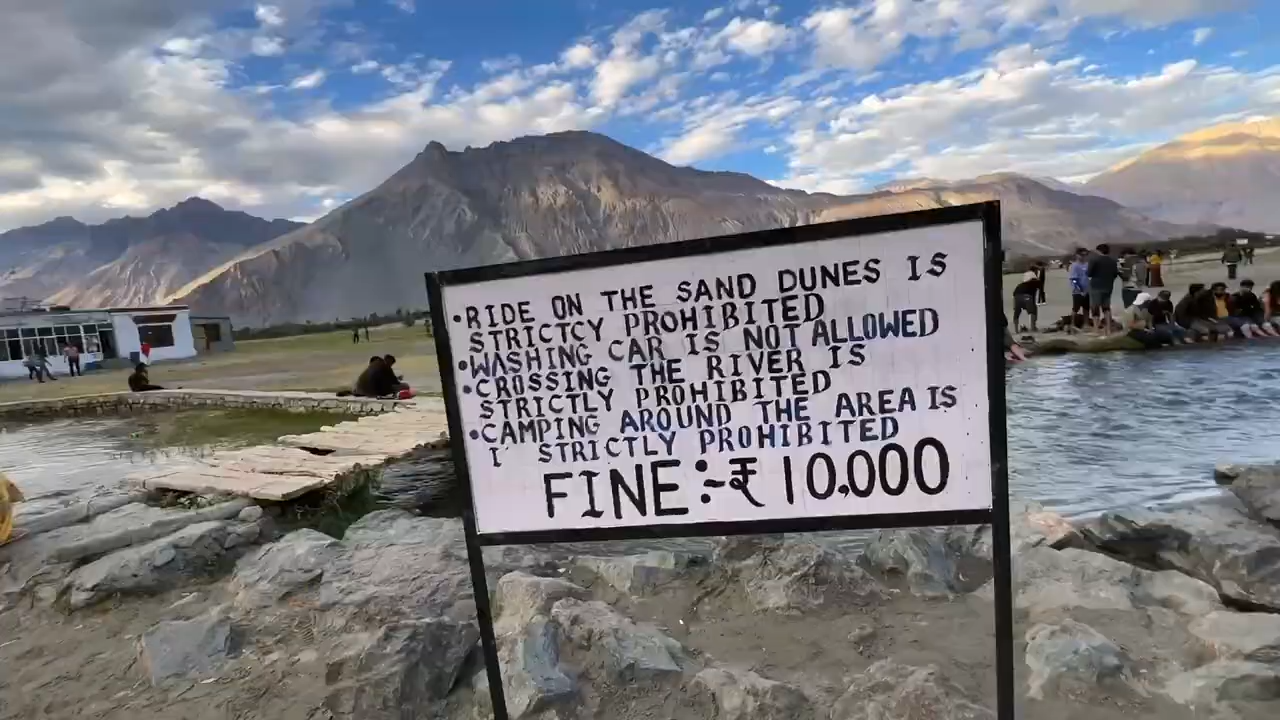 •RIDE ON THE SAND DUNES IS
STRICTCY PROHIBITED
•WASHING CAR IS NOT ALLOWED
•CROSSING THE RIVER IS
STRICTLY PROHIBITED
•CAMPING AROUND THE AREA IS
I' STRICTLY PROHIBITED
FINE:-₹10,000